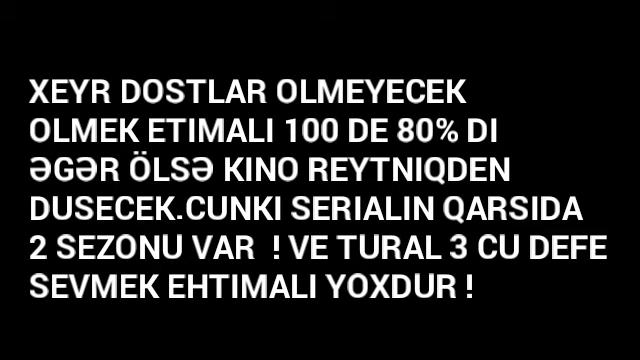 XEYR DOSTLAR OLMEYECEK
OLMEK ETIMALI 100 DE 80% DI
ƏGƏR ÖLSƏ KINO REYTNIQDEN
DUSECEK.CUNKI SERIALIN QARSIDA
2 SEZONU VAR  ! VE TURAL 3 CU DEFE
SEVMEK EHTIMALI YOXDUR !